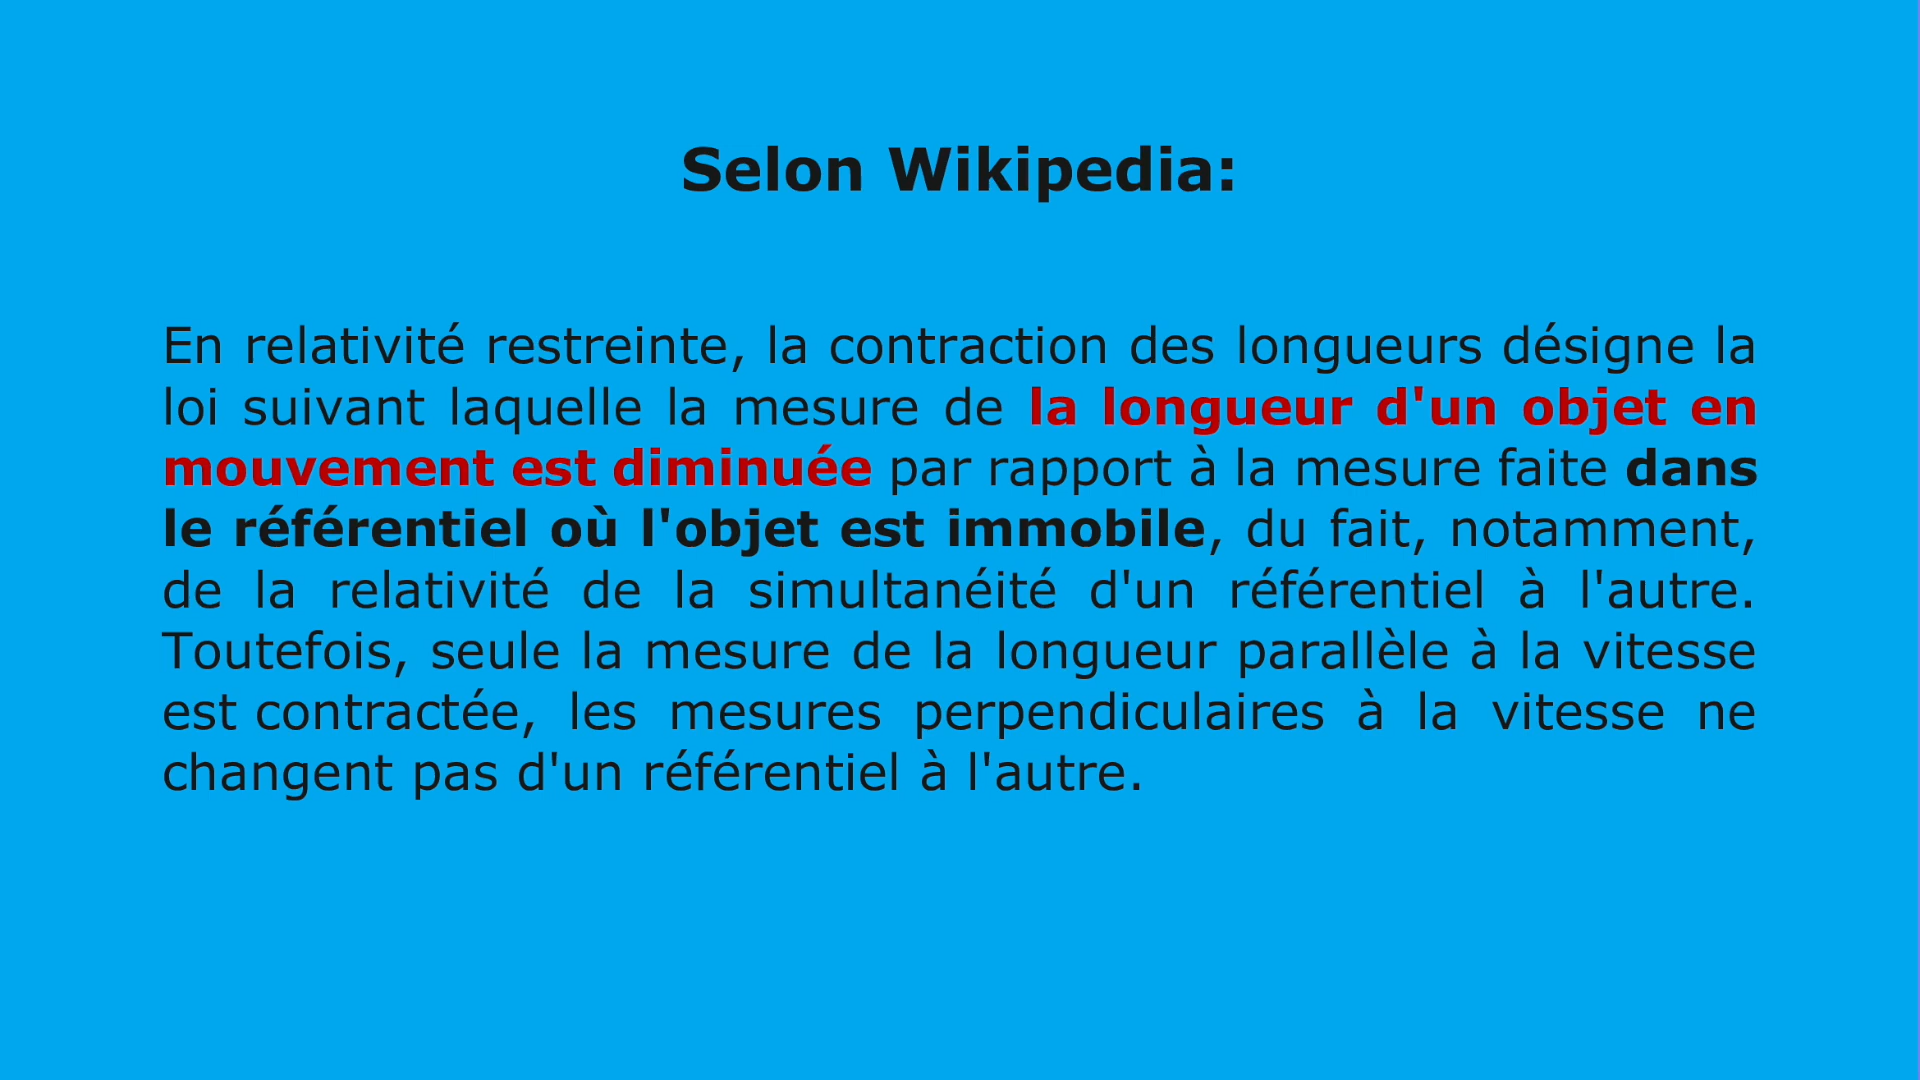 Selon Wikipedia:
En relativité restreinte, la contraction des longueurs désigne la
loi suivant laquelle la mesure de la longueur d'un objet en
mouvement est diminuée par rapport à la mesure faite dans
le référentiel où l'objet est immobile, du fait, notamment,
de la relativité de la simultanéité d'un référentiel à l'autre.
Toutefois, seule la mesure de la longueur parallèle à la vitesse
est contractée, les mesures perpendiculaires à la vitesse ne
changent pas d'un référentiel à l'autre.